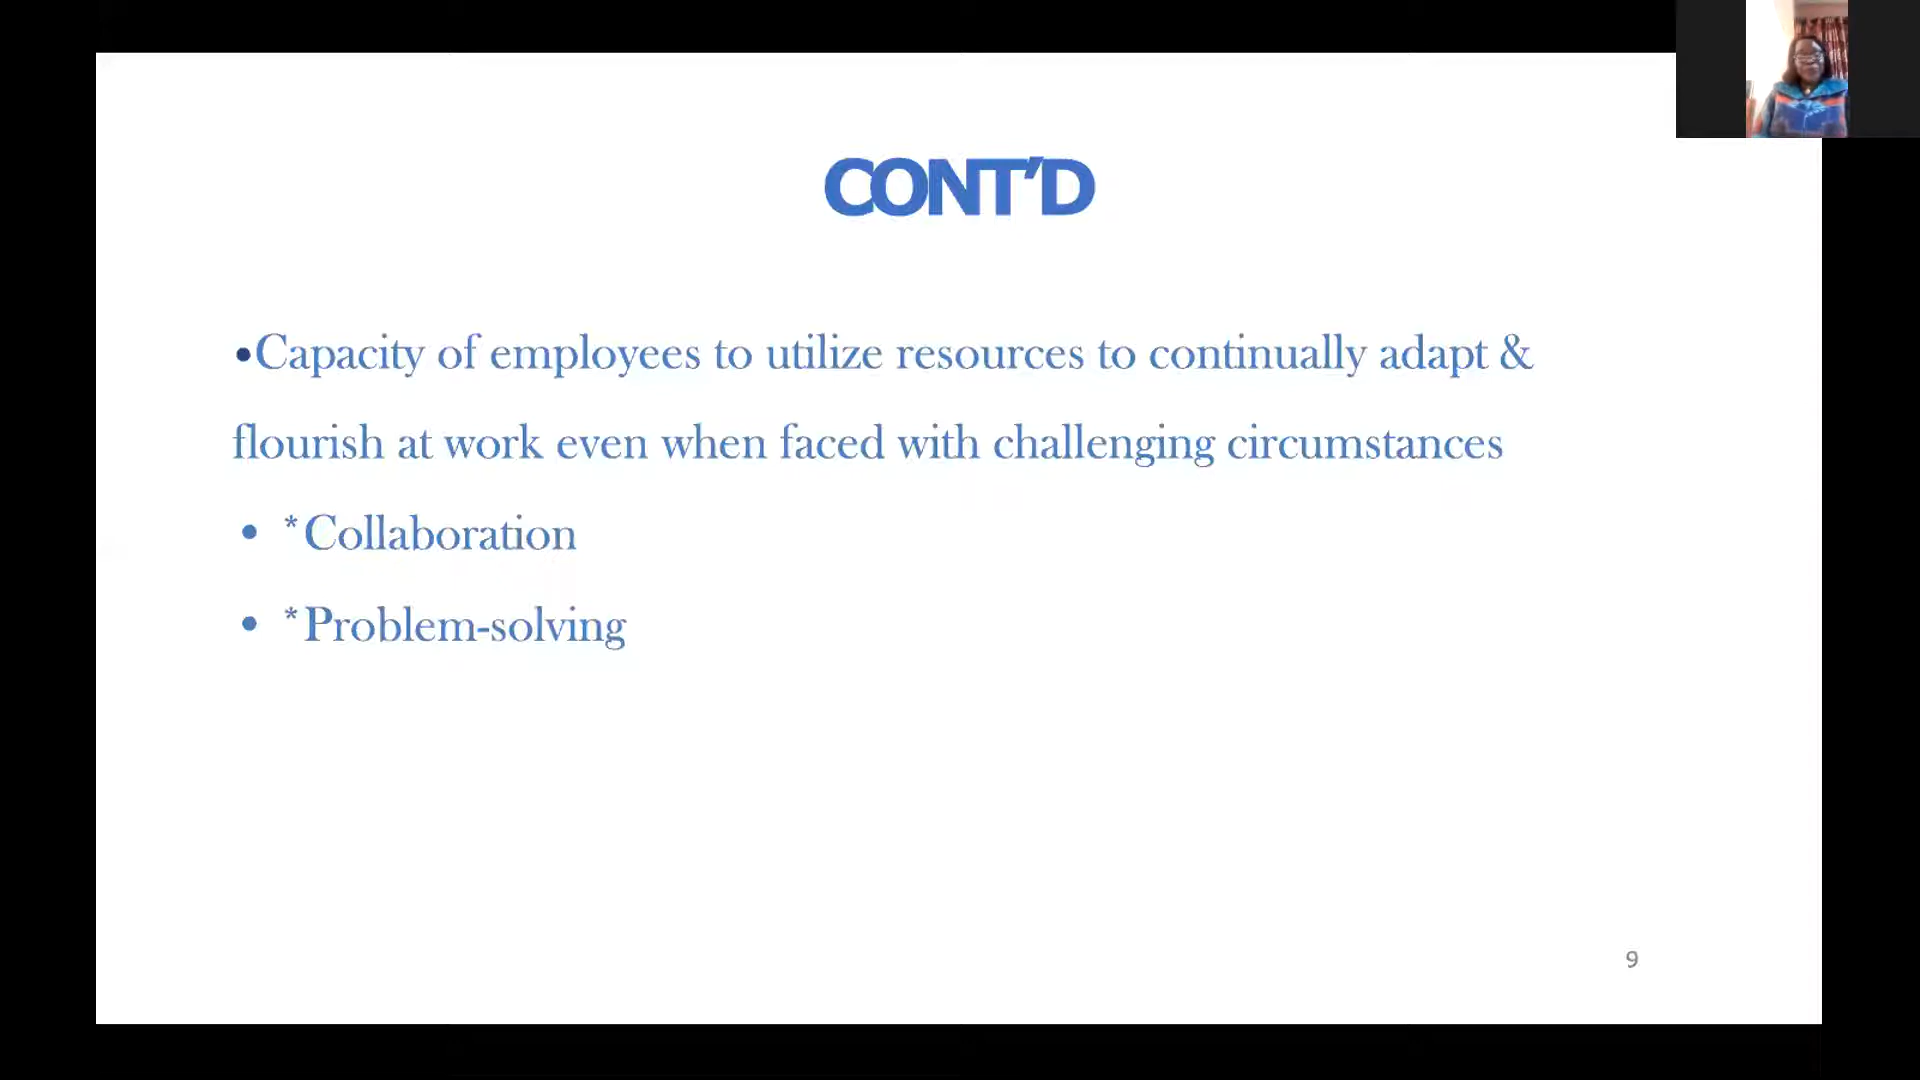 CONT'D
•Capacity of employees to utilize resources to continually adapt &
flourish at work even when faced with challenging circumstances
• *Collaboration
• *Problem-solving
9